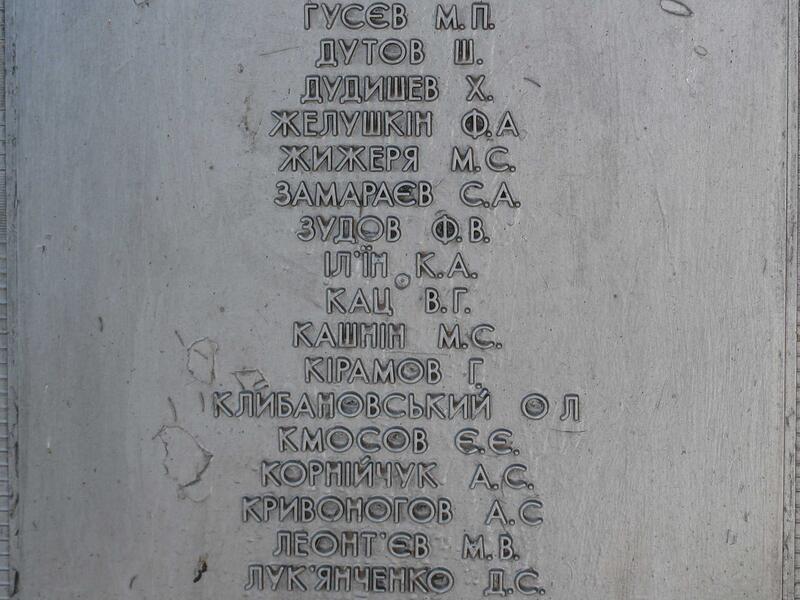 ГУСЄВ М.П.
ДУТОВ Ш.
ДУДИШЕВ Х.
ЖЕЛУШКІН Ф.А
ЖИЖЕРЯ М.С.
ЗАМАРАЄВ С.А.
ЗУДОВ Ф.В.
ІЛ'ЇН К.А.
КАЦ В.Г.
КАШНІН М.С.
КІРАМОВ Г.
КЛИБАНОВСЬКИЙ О Л
КМОСОВ Є.Є.
КОРНІЙЧУК А.С.
КРИВОНОГОВ А.С
ЛЕОНТ'ЄВ М.В.
ЛУК'ЯНЧЕНКО Д.С.